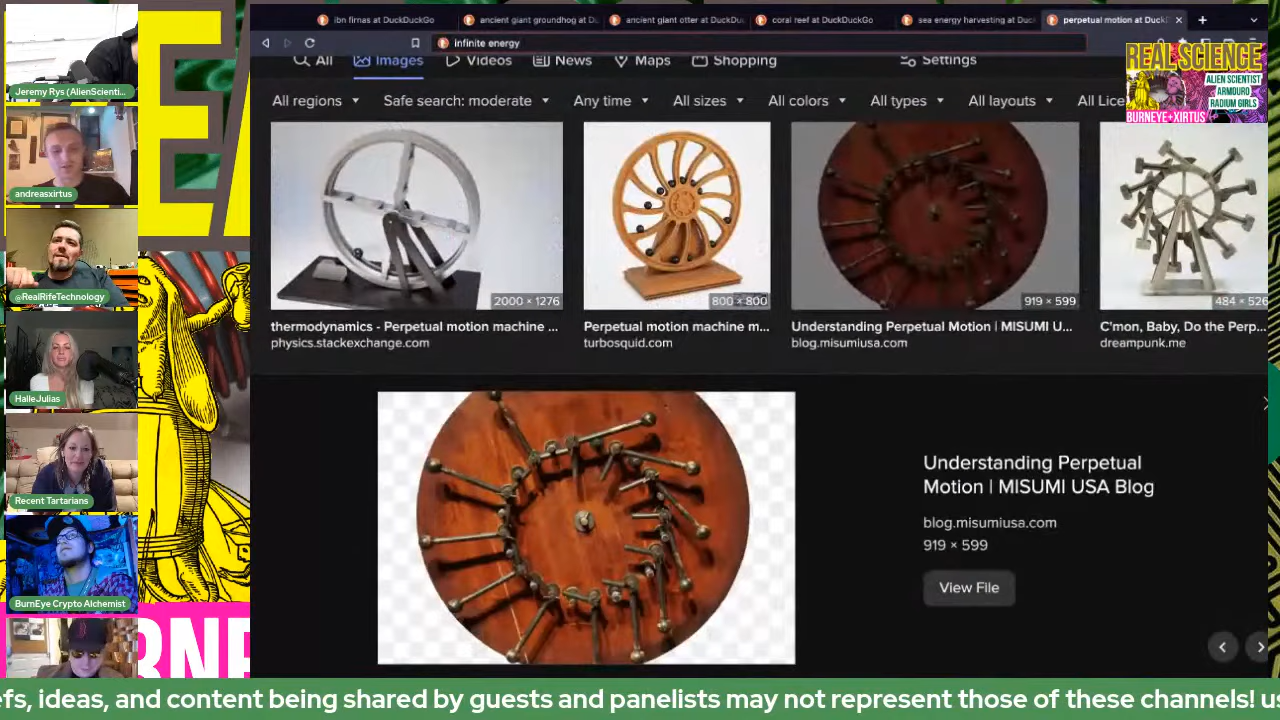 ibn firnas at DuckDuckGo
ancient giant groundhog at Du
ancient giant otter at DuckDu
coral reef at DuckDuckGo
sea energy harvesting at Duc
perpetual motion at Duck
infinite energy
All
Images
Videos
News
Maps
Shopping
Settings
All regions
Safe search: moderate
Any time
All sizes
All colors
All types
All layouts
All Lice
REAL SCIENCE
ALIEN SCIENTIST
ARMOURO
RADIUM GIRLS
BURNEYE+XIRTUS
2000 × 1276
800 × 800
919 × 599
484 × 526
thermodynamics - Perpetual motion machine ...
physics.stackexchange.com
Perpetual motion machine m...
turbosquid.com
Understanding Perpetual Motion | MISUMI U...
blog.misumiusa.com
C'mon, Baby, Do the Perp...
dreampunk.me
Understanding Perpetual
Motion | MISUMI USA Blog
blog.misumiusa.com
919 × 599
View File
Jeremy Rys (AlienScienti...
andreasxirtus
@RealRifeTechnology
HalleJulias
Recent Tartarians
BurnEye Crypto Alchemist
efs, ideas, and content being shared by guests and panelists may not represent those of these channels! us